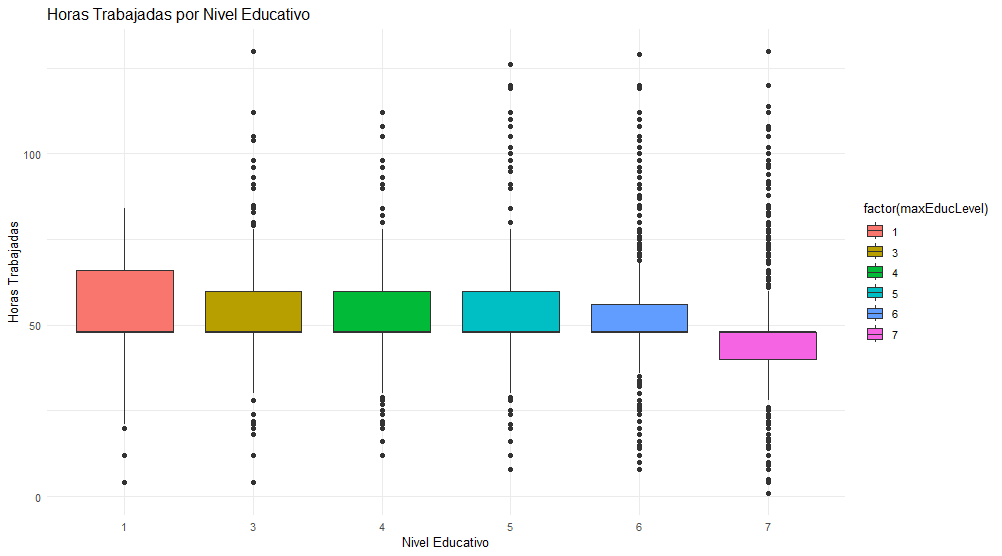 Horas Trabajadas por Nivel Educativo
Horas Trabajadas
100
50
0
1 3 4 5 6 7
Nivel Educativo
factor(maxEducLevel)
1
3
4
5
6
7